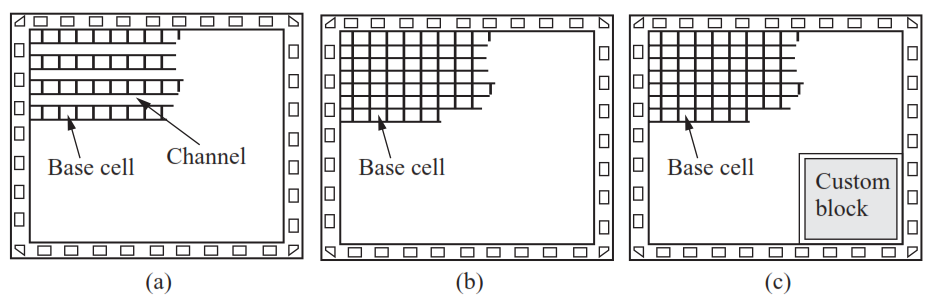 Base cell
Channel
Base cell
Base cell
Custom
block
(a)
(b)
(c)